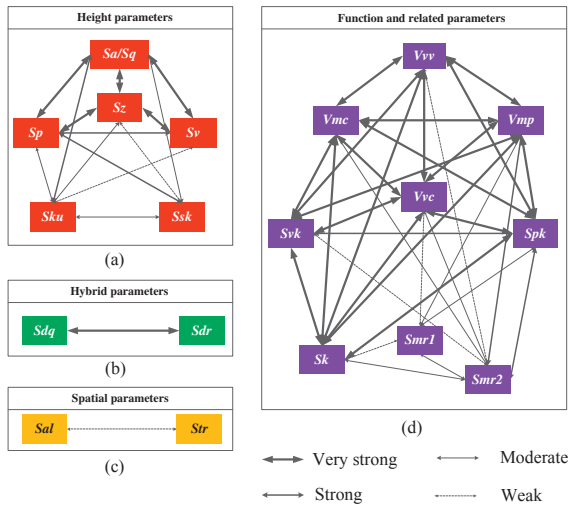 Height parameters
Sa/Sq
Sz
Sp
Sv
Sku
Ssk
(a)
Hybrid parameters
Sdq
Sdr
(b)
Spatial parameters
Sal
Str
(c)
Function and related parameters
Vvv
Vmc
Vmp
Vvc
Svk
Spk
Smr1
Sk
Smr2
(d)
Very strong
Moderate
Strong
Weak